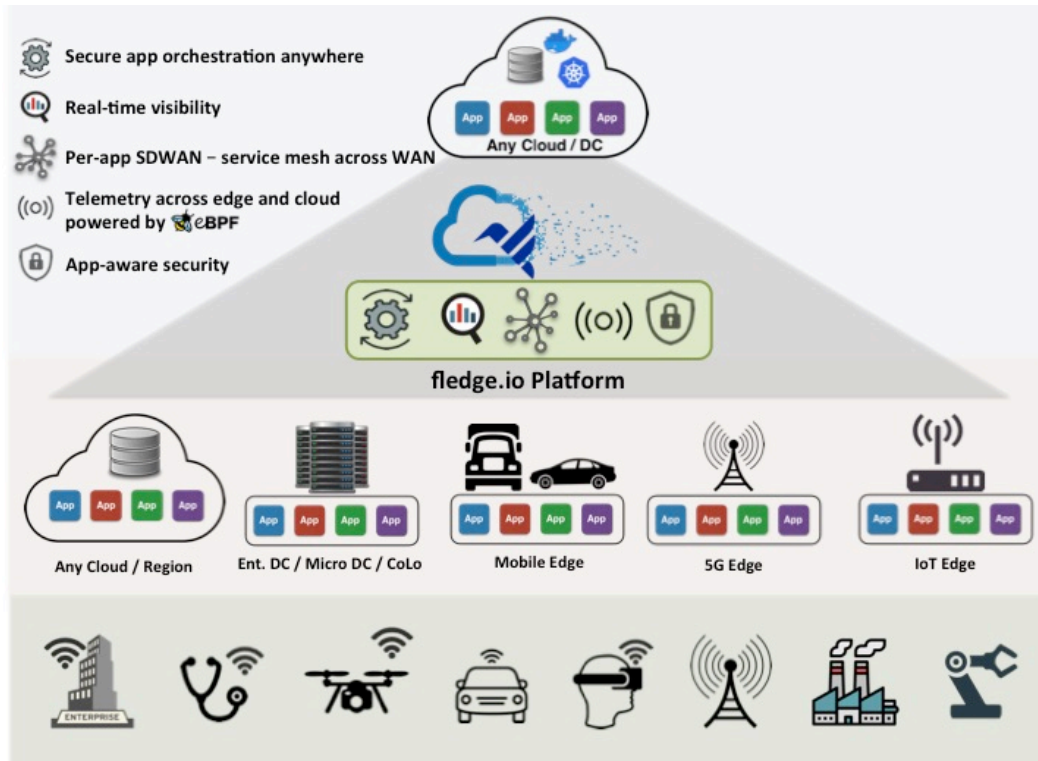 Secure app orchestration anywhere
Real-time visibility
Per-app SDWAN – service mesh across WAN
Telemetry across edge and cloud
powered by eBPF
App-aware security
App App App App
Any Cloud / DC
fledge.io Platform
App App App App
App App App App
App App App App
App App App App
App App App App
Any Cloud / Region
Ent. DC / Micro DC / CoLo
Mobile Edge
5G Edge
IoT Edge
ENTERPRISE